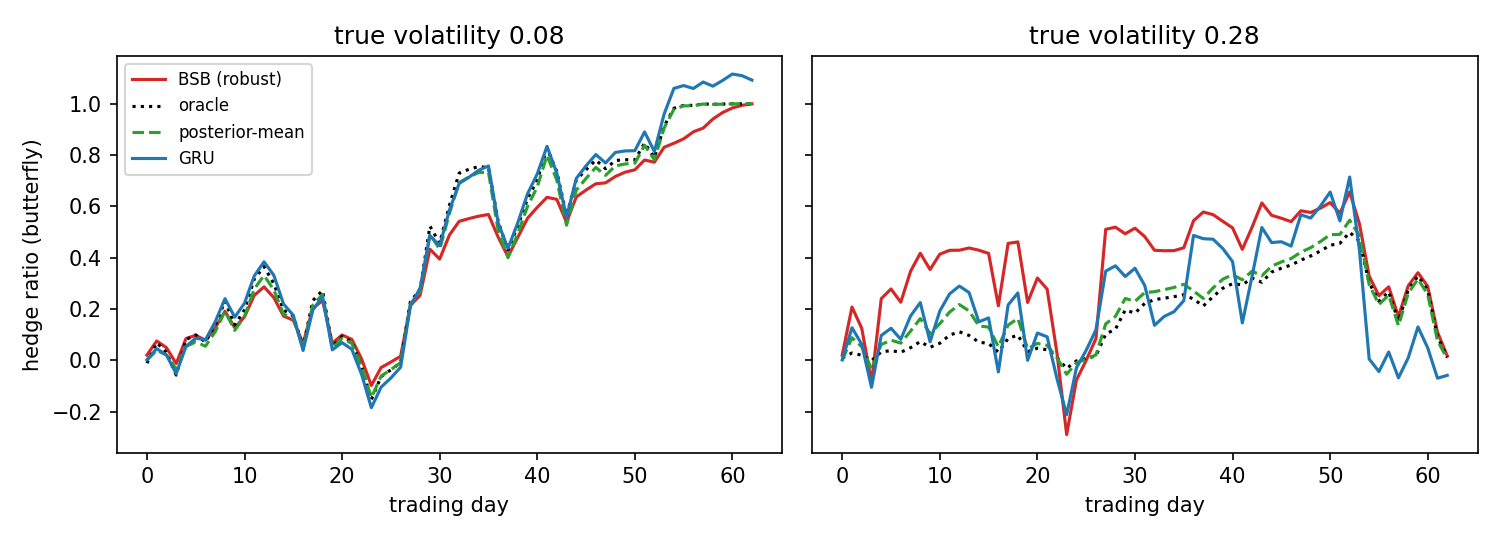 true volatility 0.08
true volatility 0.28
hedge ratio (butterfly)
1.0
0.8
0.6
0.4
0.2
0.0
−0.2
BSB (robust)
oracle
posterior-mean
GRU
0 10 20 30 40 50 60
0 10 20 30 40 50 60
trading day
trading day